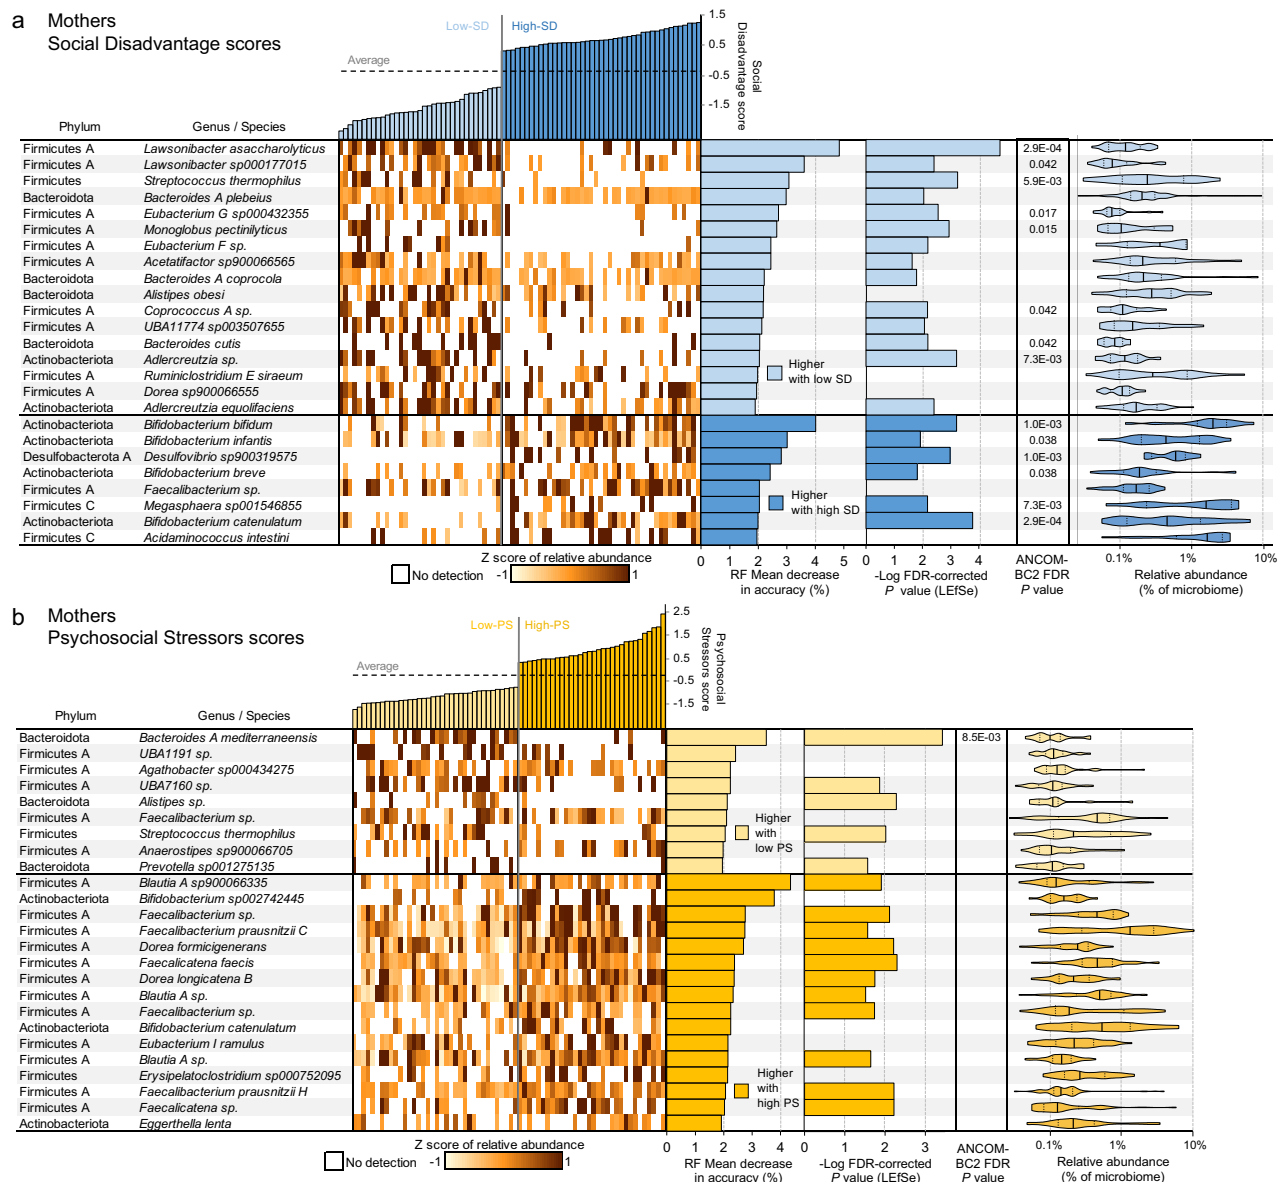 a
Mothers
Social Disadvantage scores
Low-SD
High-SD
Average
1.5
0.5
-0.5
-1.5
Social
Disadvantage score
Phylum
Genus / Species
Firmicutes A Lawsonibacter asaccharolyticus 2.9E-04
Firmicutes A Lawsonibacter sp000177015 0.042
Firmicutes Streptococcus thermophilus 5.9E-03
Bacteroidota Bacteroides A plebeius
Firmicutes A Eubacterium G sp000432355 0.017
Firmicutes A Monoglobus pectinilyticus 0.015
Firmicutes A Eubacterium F sp.
Firmicutes A Acetatifactor sp900066565
Bacteroidota Bacteroides A coprocola
Bacteroidota Alistipes obesi
Firmicutes A Coprococcus A sp. 0.042
Firmicutes A UBA11774 sp003507655
Bacteroidota Bacteroides cutis 0.042
Actinobacteriota Adlercreutzia sp. 7.3E-03
Firmicutes A Ruminiclostridium E siraeum
Firmicutes A Dorea sp900066555
Actinobacteriota Adlercreutzia equolifaciens
Higher
with low SD
Actinobacteriota Bifidobacterium bifidum 1.0E-03
Actinobacteriota Bifidobacterium infantis 0.038
Desulfobacterota A Desulfovibrio sp900319575 1.0E-03
Actinobacteriota Bifidobacterium breve 0.038
Firmicutes A Faecalibacterium sp.
Firmicutes C Megasphaera sp001546855 7.3E-03
Actinobacteriota Bifidobacterium catenulatum 2.9E-04
Firmicutes C Acidaminococcus intestini
Higher
with high SD
No detection
Z score of relative abundance
-1
1
0 1 2 3 4 5
RF Mean decrease
in accuracy (%)
0 1 2 3 4
-Log FDR-corrected
P value (LEfSe)
ANCOM-
BC2 FDR
P value
0.1% 1% 10%
Relative abundance
(% of microbiome)
b
Mothers
Psychosocial Stressors scores
Low-PS
High-PS
Average
2.5
1.5
0.5
-0.5
-1.5
Psychosocial
Stressors score
Phylum
Genus / Species
Bacteroidota Bacteroides A mediterraneensis 8.5E-03
Firmicutes A UBA1191 sp.
Firmicutes A Agathobacter sp000434275
Firmicutes A UBA7160 sp.
Bacteroidota Alistipes sp.
Firmicutes A Faecalibacterium sp.
Firmicutes Streptococcus thermophilus
Firmicutes A Anaerostipes sp900066705
Bacteroidota Prevotella sp001275135
Higher
with
low PS
Firmicutes A Blautia A sp900066335
Actinobacteriota Bifidobacterium sp002742445
Firmicutes A Faecalibacterium sp.
Firmicutes A Faecalibacterium prausnitzii C
Firmicutes A Dorea formicigenerans
Firmicutes A Faecalicatena faecis
Firmicutes A Dorea longicatena B
Firmicutes A Blautia A sp.
Firmicutes A Faecalibacterium sp.
Actinobacteriota Bifidobacterium catenulatum
Firmicutes A Eubacterium I ramulus
Firmicutes A Blautia A sp.
Firmicutes Erysipelatoclostridium sp000752095
Firmicutes A Faecalibacterium prausnitzii H
Firmicutes A Faecalicatena sp.
Actinobacteriota Eggerthella lenta
Higher
with
high PS
No detection
Z score of relative abundance
-1
1
0 1 2 3 4
RF Mean decrease
in accuracy (%)
0 1 2 3
-Log FDR-corrected
P value (LEfSe)
ANCOM-
BC2 FDR
P value
0.1% 1% 10%
Relative abundance
(% of microbiome)